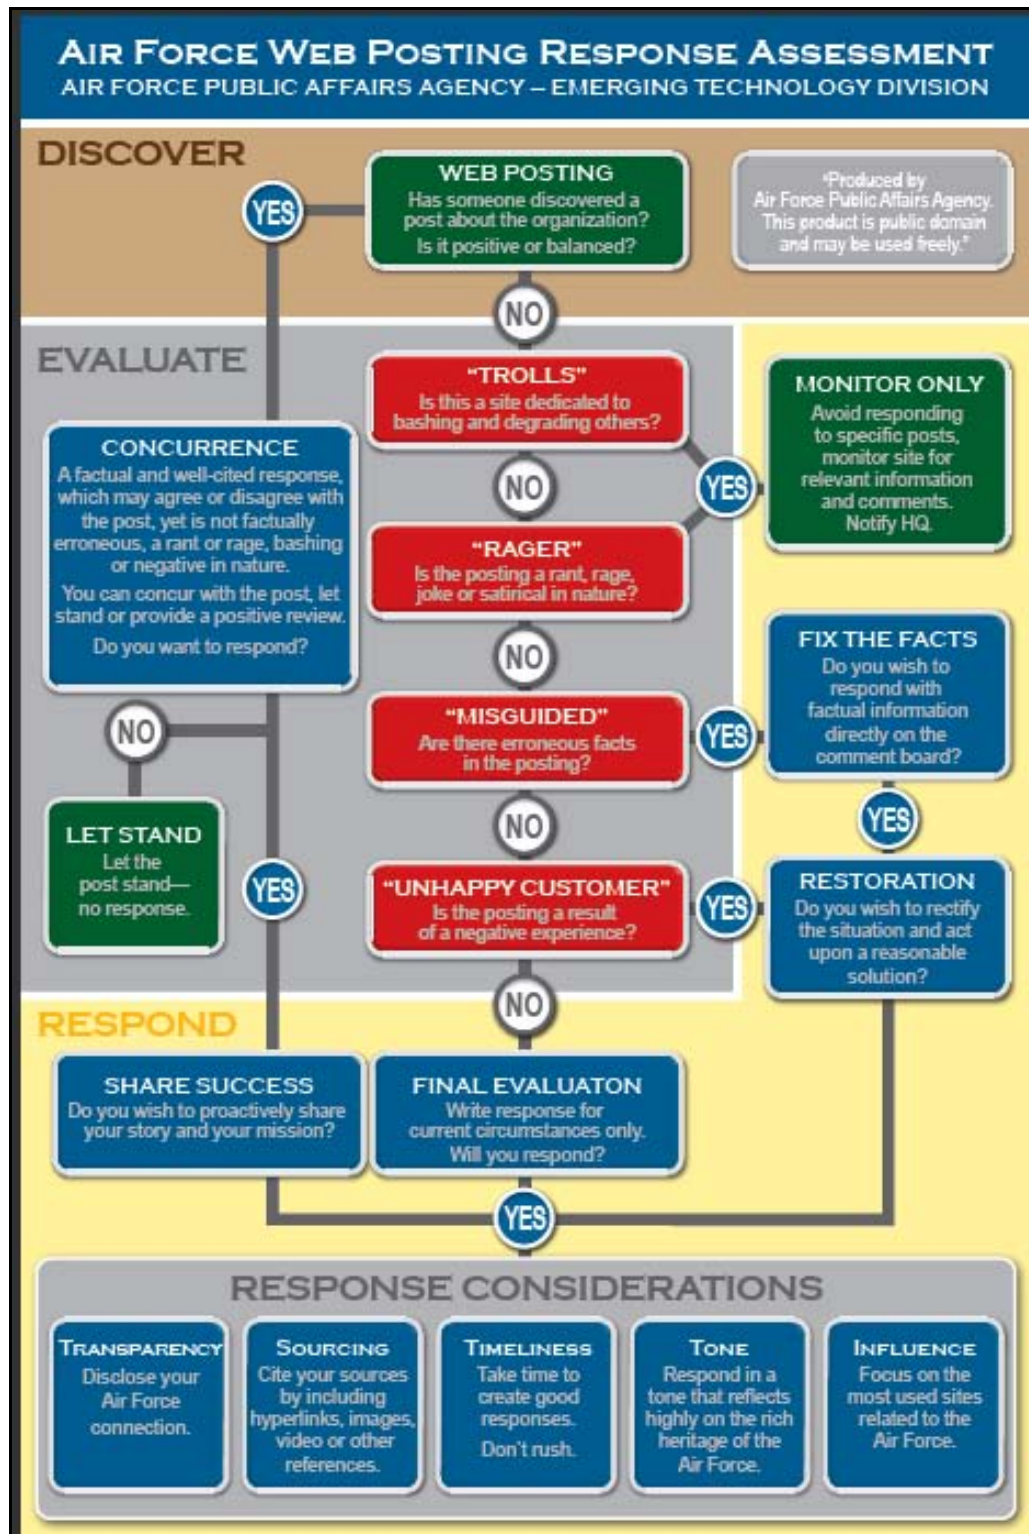 AIR FORCE WEB POSTING RESPONSE ASSESSMENT
AIR FORCE PUBLIC AFFAIRS AGENCY – EMERGING TECHNOLOGY DIVISION
DISCOVER
WEB POSTING
Has someone discovered a
post about the organization?
Is it positive or balanced?
"Produced by
Air Force Public Affairs Agency.
This product is public domain
and may be used freely."
YES
NO
EVALUATE
"TROLLS"
Is this a site dedicated to
bashing and degrading others?
MONITOR ONLY
Avoid responding
to specific posts,
monitor site for
relevant information
and comments.
Notify HQ.
CONCURRENCE
A factual and well-cited response,
which may agree or disagree with
the post, yet is not factually
erroneous, a rant or rage, bashing
or negative in nature.
You can concur with the post, let
stand or provide a positive review.
Do you want to respond?
NO
YES
"RAGER"
Is the posting a rant, rage,
joke or satirical in nature?
NO
FIX THE FACTS
Do you wish to
respond with
factual information
directly on the
comment board?
"MISGUIDED"
Are there erroneous facts
in the posting?
YES
NO
NO
YES
LET STAND
Let the
post stand—
no response.
YES
"UNHAPPY CUSTOMER"
Is the posting a result
of a negative experience?
YES
RESTORATION
Do you wish to rectify
the situation and act
upon a reasonable
solution?
NO
RESPOND
SHARE SUCCESS
Do you wish to proactively share
your story and your mission?
FINAL EVALUATON
Write response for
current circumstances only.
Will you respond?
YES
RESPONSE CONSIDERATIONS
TRANSPARENCY
Disclose your
Air Force
connection.
SOURCING
Cite your sources
by including
hyperlinks, images,
video or other
references.
TIMELINESS
Take time to
create good
responses.
Don't rush.
TONE
Respond in a
tone that reflects
highly on the rich
heritage of the
Air Force.
INFLUENCE
Focus on the
most used sites
related to the
Air Force.